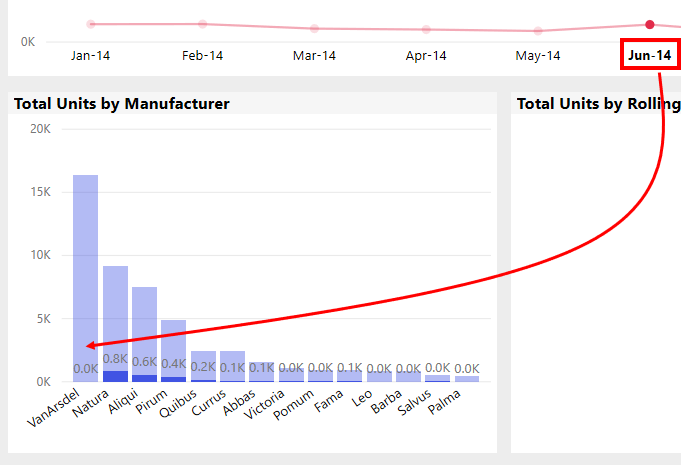 0K
Jan-14 Feb-14 Mar-14 Apr-14 May-14 Jun-14
Total Units by Manufacturer
Total Units by Rolling
20K
15K
10K
5K
0K
0.0K 0.8K 0.6K 0.4K 0.2K 0.1K 0.1K 0.0K 0.0K 0.1K 0.0K 0.0K 0.0K 0.0K
VanArsdel Natura Aliqui Pirum Quibus Currus Abbas Victoria Pomum Fama Leo Barba Salvus Palma